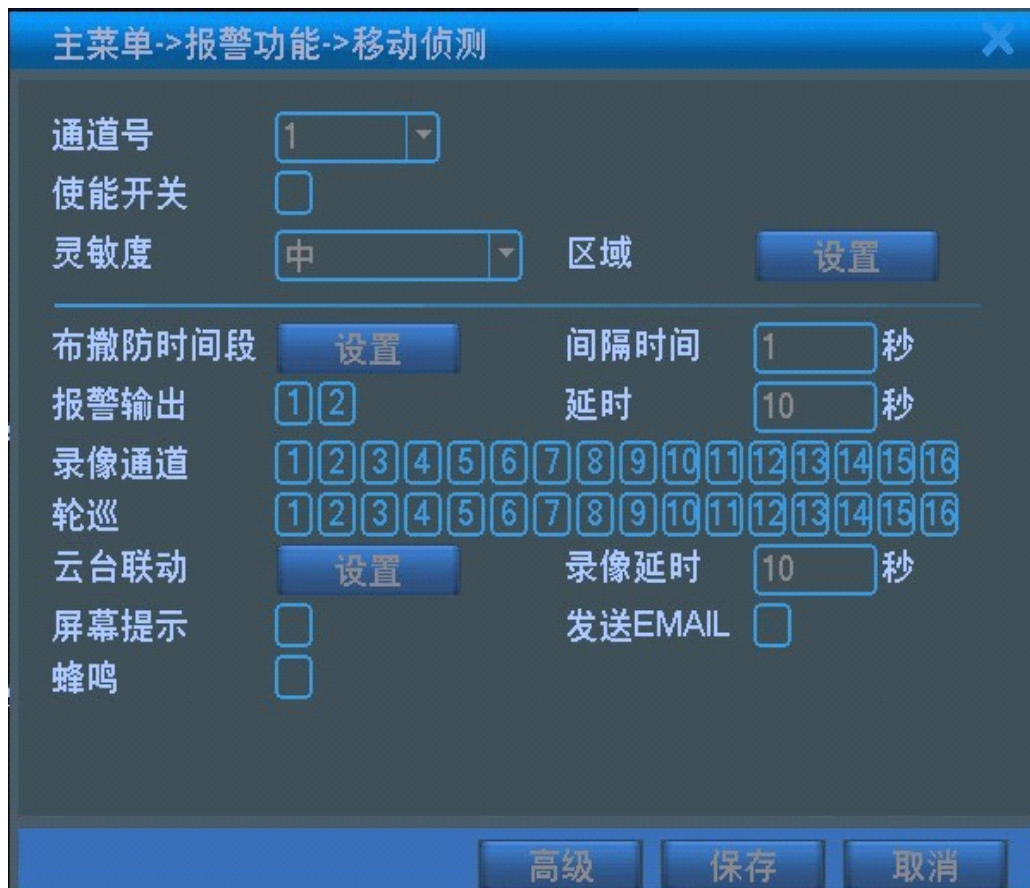 主菜单->报警功能->移动侦测
通道号 1
使能开关
灵敏度 中 区域 设置
布撤防时间段 设置 间隔时间 1 秒
报警输出 1 2 延时 10 秒
录像通道 1 2 3 4 5 6 7 8 9 10 11 12 13 14 15 16
轮巡 1 2 3 4 5 6 7 8 9 10 11 12 13 14 15 16
云台联动 设置 录像延时 10 秒
屏幕提示 发送EMAIL
蜂鸣
高级 保存 取消